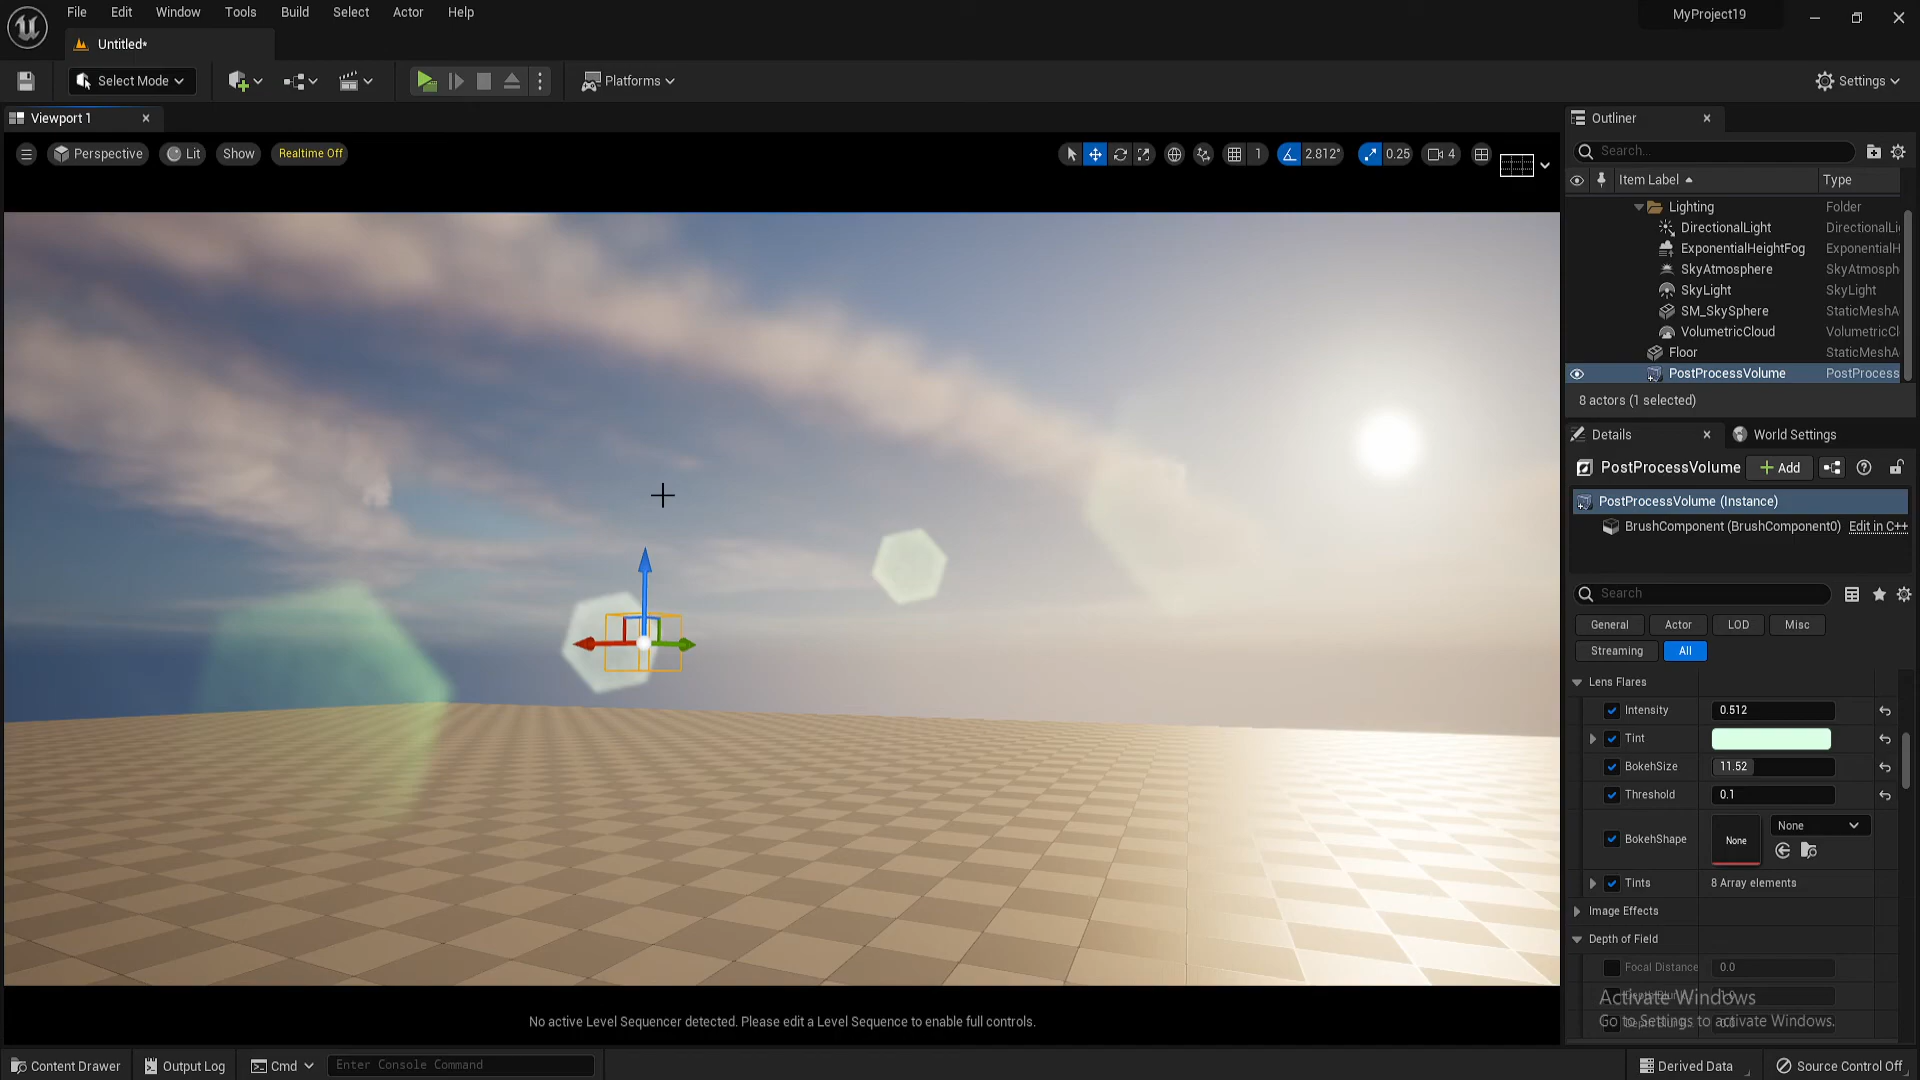 File Edit Window Tools Build Select Actor Help
MyProject19
Untitled*
Select Mode
Platforms
Settings
Viewport 1
Perspective Lit Show Realtime Off
1 2.812° 0.25 4
Outliner
Search...
Item Label Type
Lighting Folder
DirectionalLight DirectionalLi
ExponentialHeightFog ExponentialH
SkyAtmosphere SkyAtmosph
SkyLight SkyLight
SM_SkySphere StaticMeshA
VolumetricCloud VolumetricCl
Floor StaticMeshA
PostProcessVolume PostProcess
8 actors (1 selected)
Details World Settings
PostProcessVolume Add
PostProcessVolume (Instance)
BrushComponent (BrushComponent0) Edit in C++
Search
General Actor LOD Misc
Streaming All
Lens Flares
Intensity 0.512
Tint
BokehSize 11.52
Threshold 0.1
BokehShape None None
Tints 8 Array elements
Image Effects
Depth of Field
Focal Distance 0.0
Activate Windows
Go to Settings to activate Windows.
No active Level Sequencer detected. Please edit a Level Sequence to enable full controls.
Content Drawer Output Log Cmd Enter Console Command
Derived Data Source Control Off